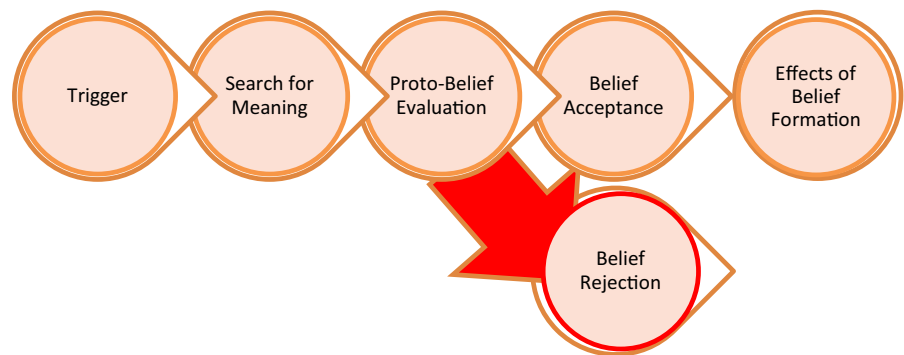 Trigger
Search for
Meaning
Proto-Belief
Evaluation
Belief
Acceptance
Effects of
Belief
Formation
Belief
Rejection